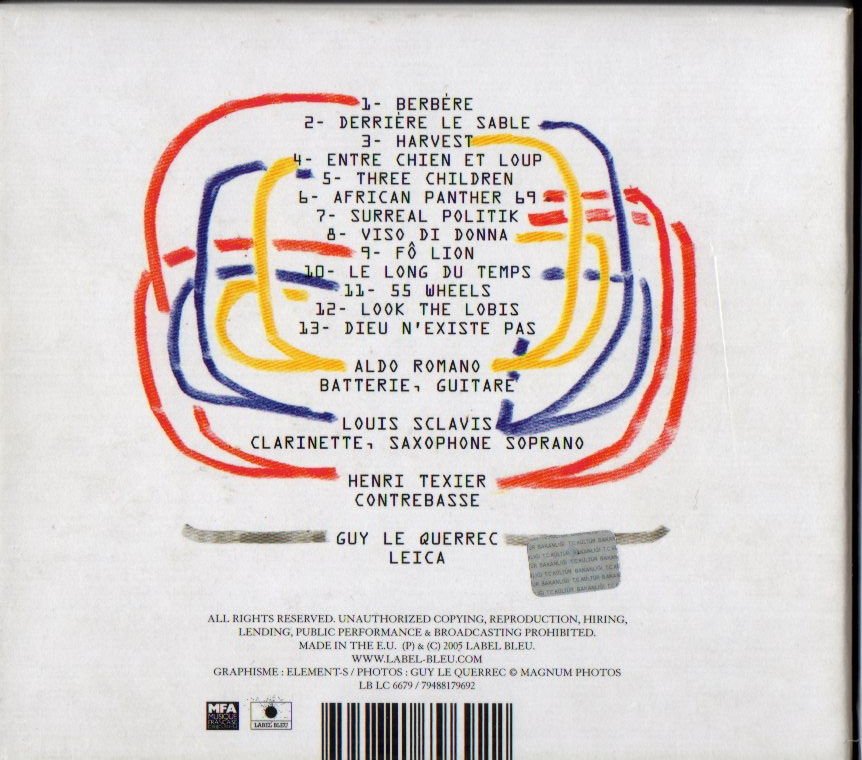 1- BERBÈRE
2- DERRIÈRE LE SABLE
3- HARVEST
4- ENTRE CHIEN ET LOUP
5- THREE CHILDREN
6- AFRICAN PANTHER 69
7- SURREAL POLITIK
8- VISO DI DONNA
9- FÔ LION
10- LE LONG DU TEMPS
11- 55 WHEELS
12- LOOK THE LOBIS
13- DIEU N'EXISTE PAS
ALDO ROMANO
BATTERIE, GUITARE
LOUIS SCLAVIS
CLARINETTE, SAXOPHONE SOPRANO
HENRI TEXIER
CONTREBASSE
GUY LE QUERREC
LEICA
ALL RIGHTS RESERVED. UNAUTHORIZED COPYING, REPRODUCTION, HIRING,
LENDING, PUBLIC PERFORMANCE & BROADCASTING PROHIBITED.
MADE IN THE E.U. (P) & (C) 2005 LABEL BLEU.
WWW.LABEL-BLEU.COM
GRAPHISME : ELEMENT-S / PHOTOS : GUY LE QUERREC © MAGNUM PHOTOS
LB LC 6679 / 79488179692
MFA
MUSIQUE
FRANÇAISE
LABEL BLEU